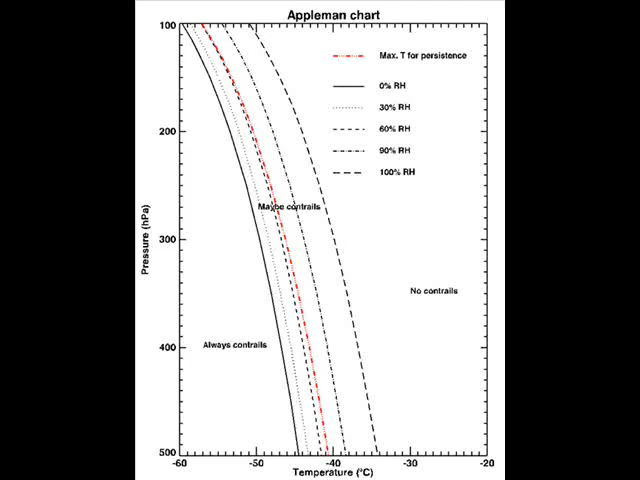 Appleman chart
100
Max. T for persistence
0% RH
30% RH
60% RH
90% RH
100% RH
200
Maybe contrails
Pressure (hPa)
300
No contrails
Always contrails
400
500
-60 -50 -40 -30 -20
Temperature (°C)